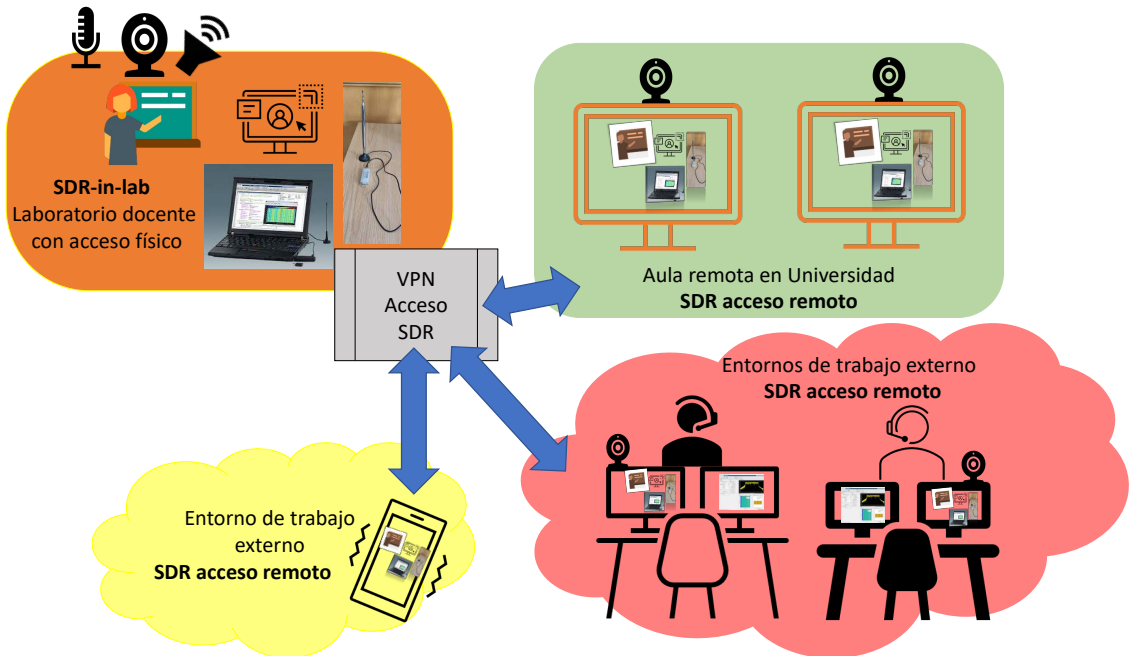 SDR-in-lab
Laboratorio docente
con acceso físico
VPN
Acceso
SDR
Aula remota en Universidad
SDR acceso remoto
Entornos de trabajo externo
SDR acceso remoto
Entorno de trabajo
externo
SDR acceso remoto